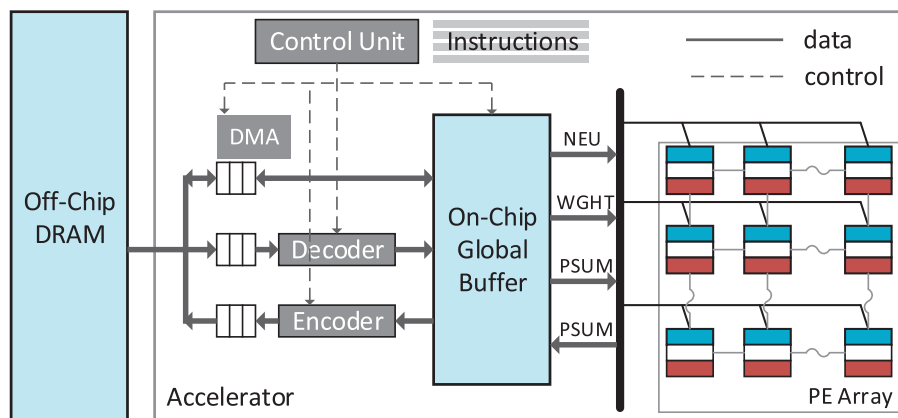 Control Unit
Instructions
data
control
DMA
NEU
Off-Chip
DRAM
WGHT
On-Chip
Global
Buffer
Decoder
PSUM
Encoder
PSUM
Accelerator
PE Array